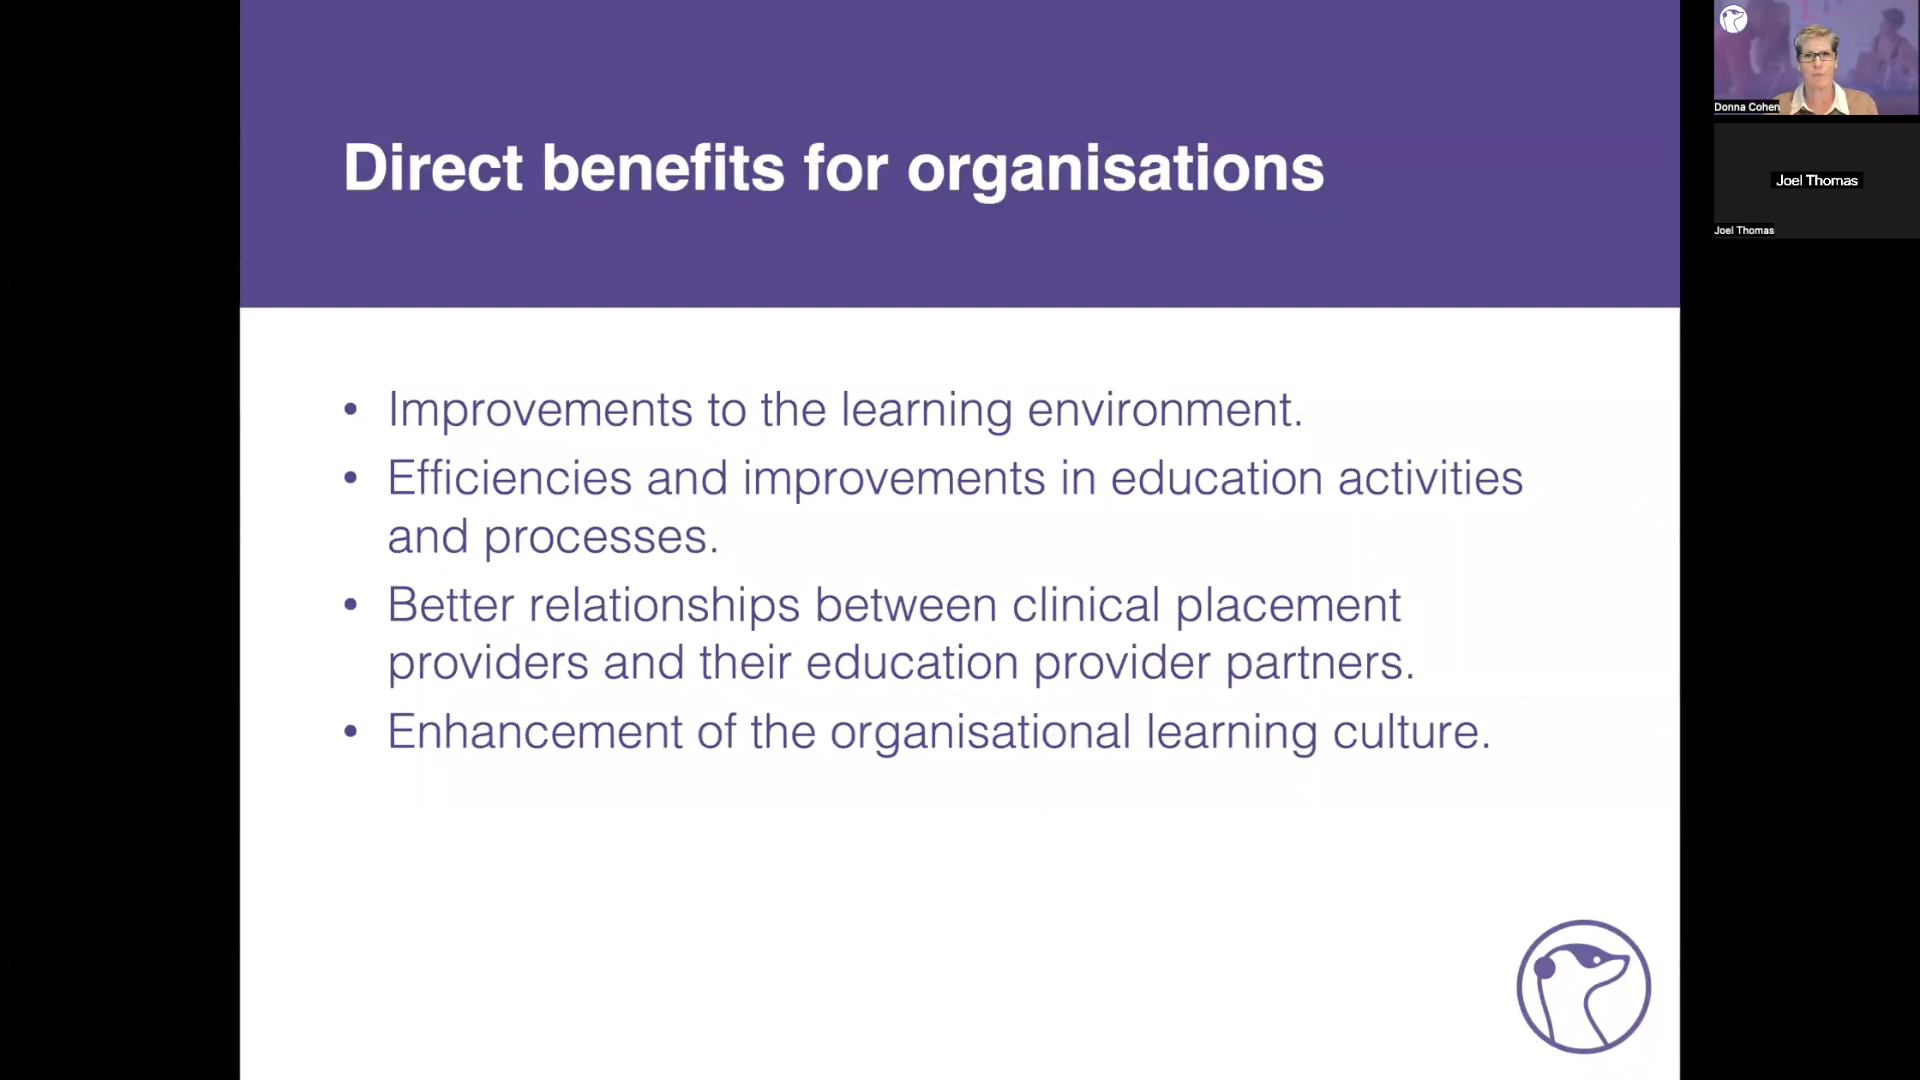 Direct benefits for organisations
• Improvements to the learning environment.
• Efficiencies and improvements in education activities
and processes.
• Better relationships between clinical placement
providers and their education provider partners.
• Enhancement of the organisational learning culture.
Donna Cohen
Joel Thomas
Joel Thomas